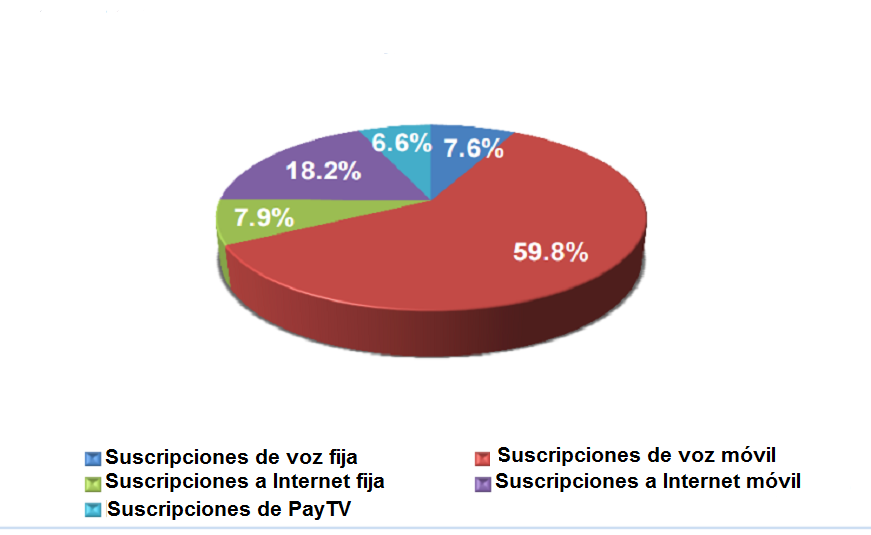 6.6%
7.6%
18.2%
7.9%
59.8%
Suscripciones de voz fija
Suscripciones de voz móvil
Suscripciones a Internet fija
Suscripciones a Internet móvil
Suscripciones de PayTV